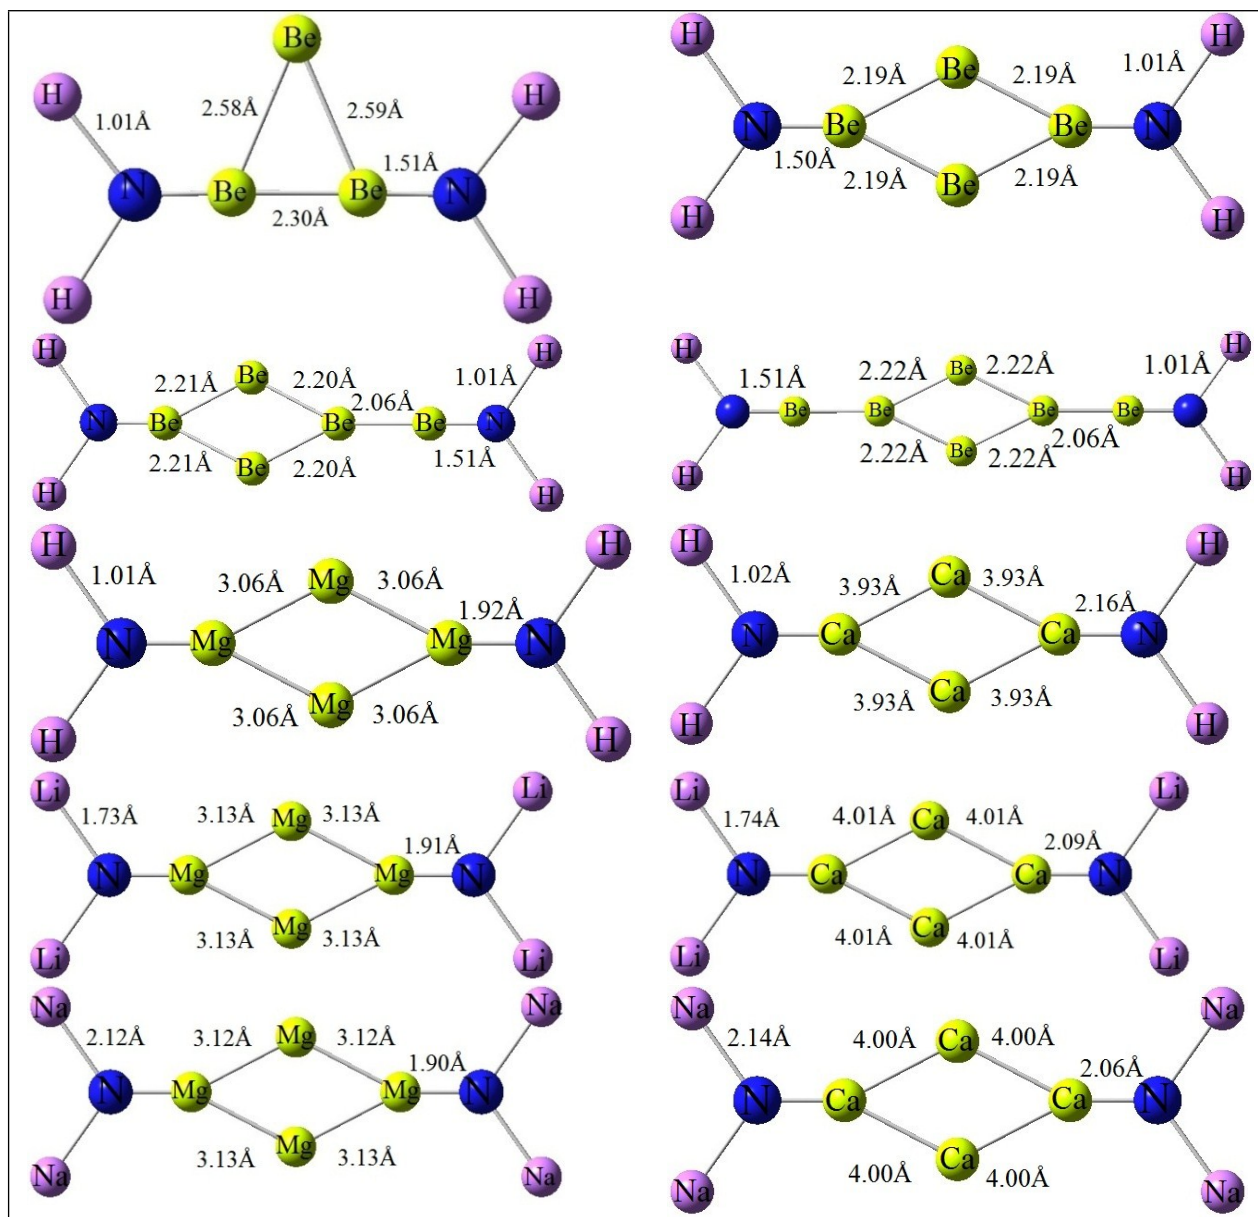 Be
H 2.58Å 2.59Å H
1.01Å 1.51Å
N Be Be N
2.30Å
H H
H H
2.19Å Be 2.19Å 1.01Å
N Be Be N
1.50Å 2.19Å Be 2.19Å
H H
H Be H
2.21Å 2.20Å 1.01Å
2.06Å
N Be Be Be N
2.21Å Be 2.20Å 1.51Å
H H
H H
1.51Å 2.22Å Be 2.22Å 1.01Å
Be Be Be Be
2.22Å Be 2.22Å 2.06Å
H H
H H
1.01Å 3.06Å Mg 3.06Å
1.92Å
N Mg Mg N
3.06Å Mg 3.06Å
H H
H H
1.02Å 3.93Å Ca 3.93Å
2.16Å
N Ca Ca N
3.93Å Ca 3.93Å
H H
Li Li
1.73Å 3.13Å Mg 3.13Å
1.91Å
N Mg Mg N
3.13Å Mg 3.13Å
Li Li
Li Li
1.74Å 4.01Å Ca 4.01Å
2.09Å
N Ca Ca N
4.01Å Ca 4.01Å
Li Li
Na Na
2.12Å 3.12Å Mg 3.12Å
1.90Å
N Mg Mg N
3.13Å Mg 3.13Å
Na Na
Na Na
2.14Å 4.00Å Ca 4.00Å
2.06Å
N Ca Ca N
4.00Å Ca 4.00Å
Na Na